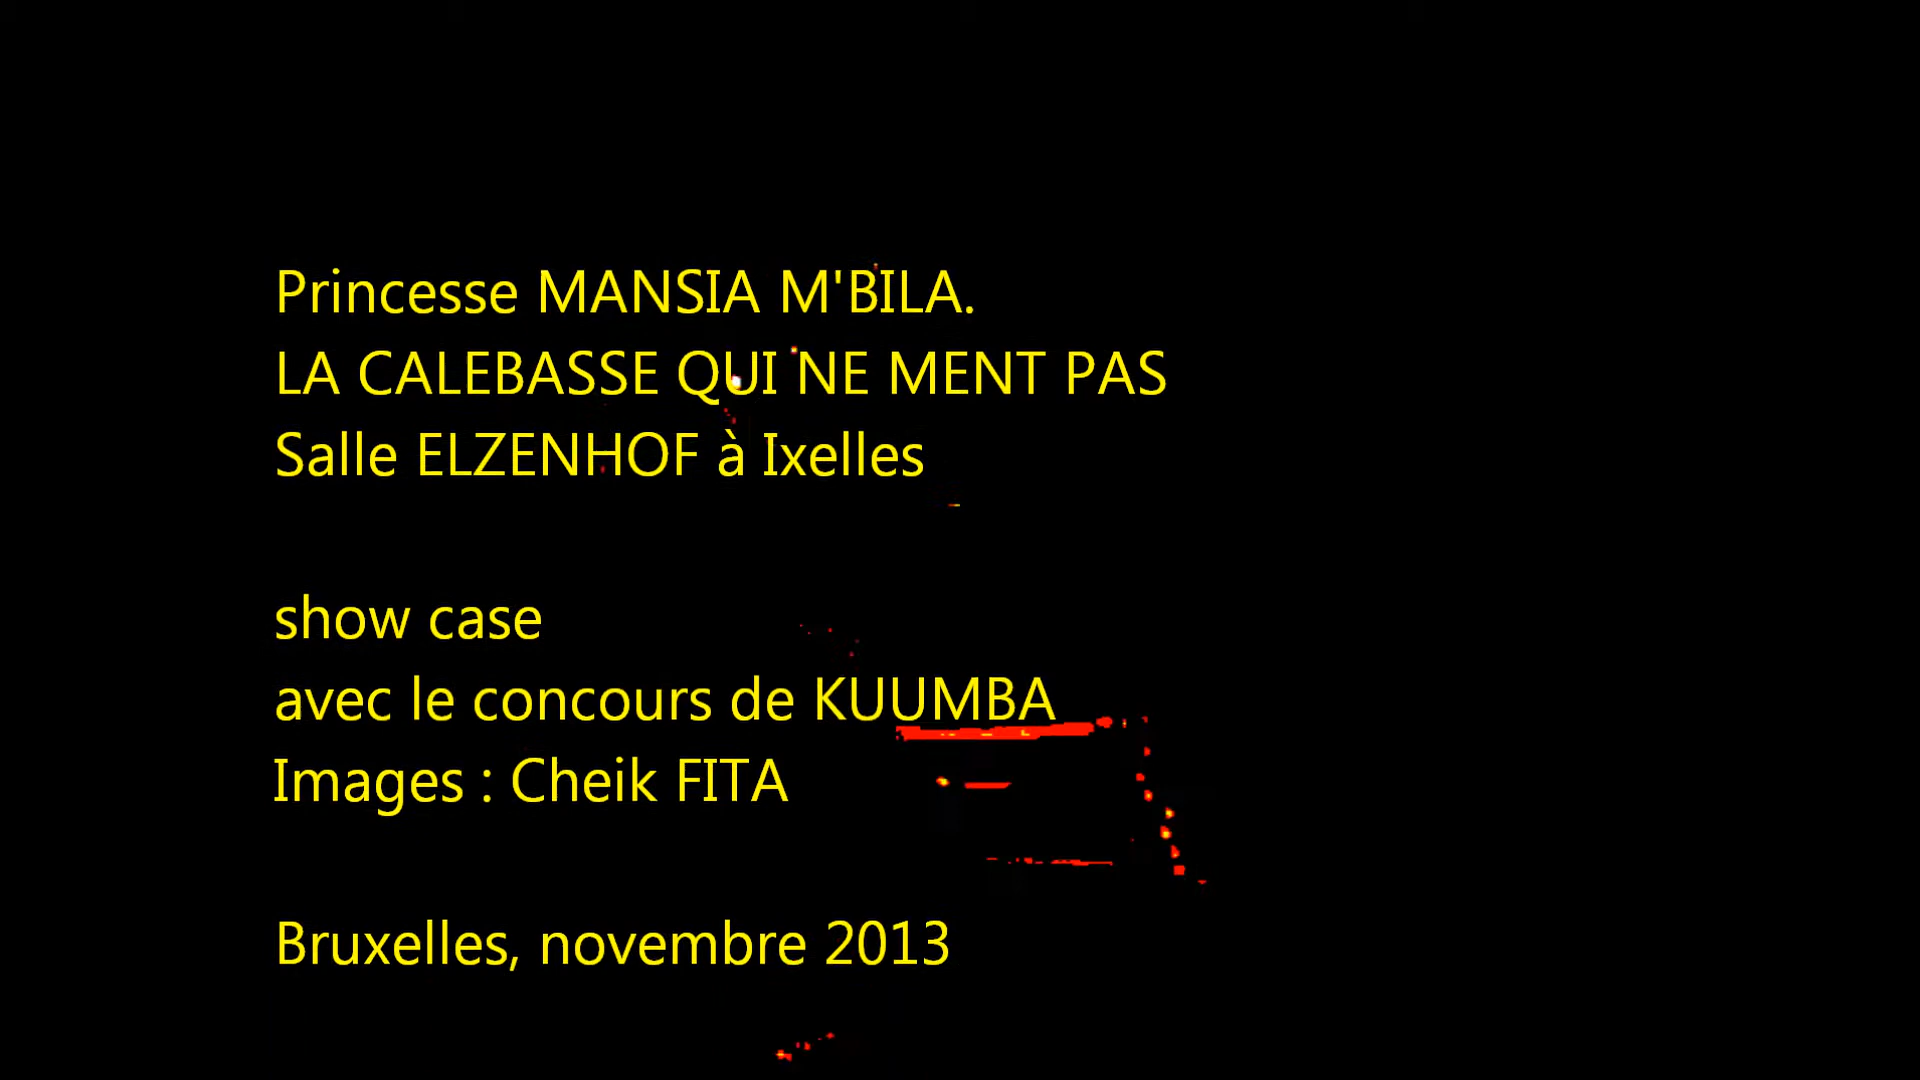 Princesse MANSIA M'BILA.
LA CALEBASSE QUI NE MENT PAS
Salle ELZENHOF à Ixelles
show case
avec le concours de KUUMBA
Images : Cheik FITA
Bruxelles, novembre 2013